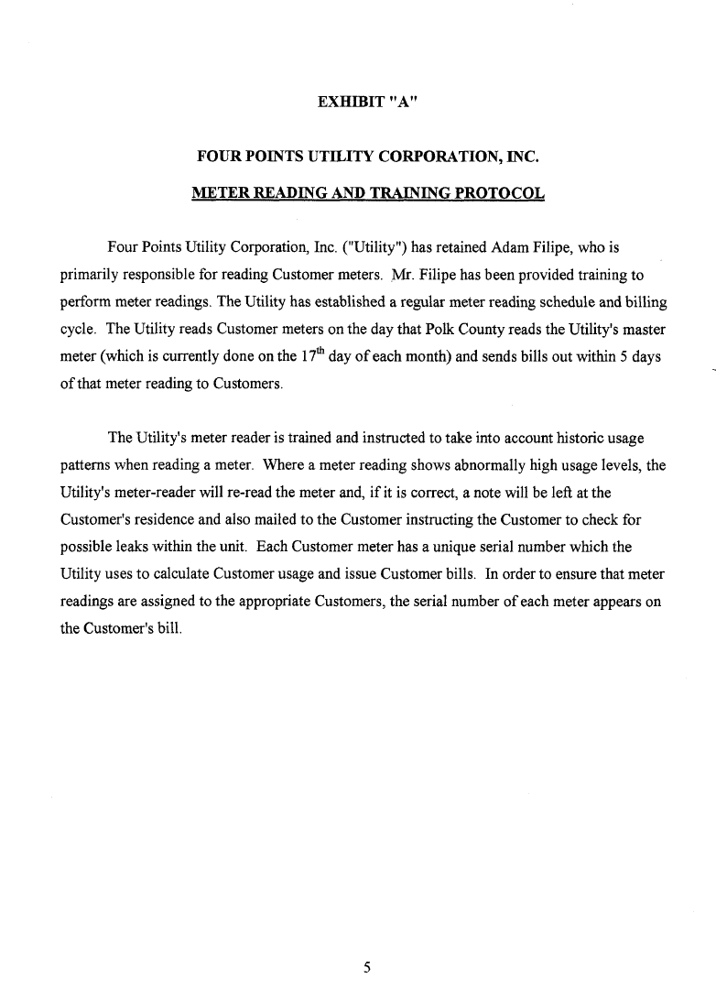 EXHIBIT "A"
FOUR POINTS UTILITY CORPORATION, INC.
METER READING AND TRAINING PROTOCOL
Four Points Utility Corporation, Inc. ("Utility") has retained Adam Filipe, who is
primarily responsible for reading Customer meters. Mr. Filipe has been provided training to
perform meter readings. The Utility has established a regular meter reading schedule and billing
cycle. The Utility reads Customer meters on the day that Polk County reads the Utility's master
meter (which is currently done on the 17th day of each month) and sends bills out within 5 days
of that meter reading to Customers.
The Utility's meter reader is trained and instructed to take into account historic usage
patterns when reading a meter. Where a meter reading shows abnormally high usage levels, the
Utility's meter-reader will re-read the meter and, if it is correct, a note will be left at the
Customer's residence and also mailed to the Customer instructing the Customer to check for
possible leaks within the unit. Each Customer meter has a unique serial number which the
Utility uses to calculate Customer usage and issue Customer bills. In order to ensure that meter
readings are assigned to the appropriate Customers, the serial number of each meter appears on
the Customer's bill.
5